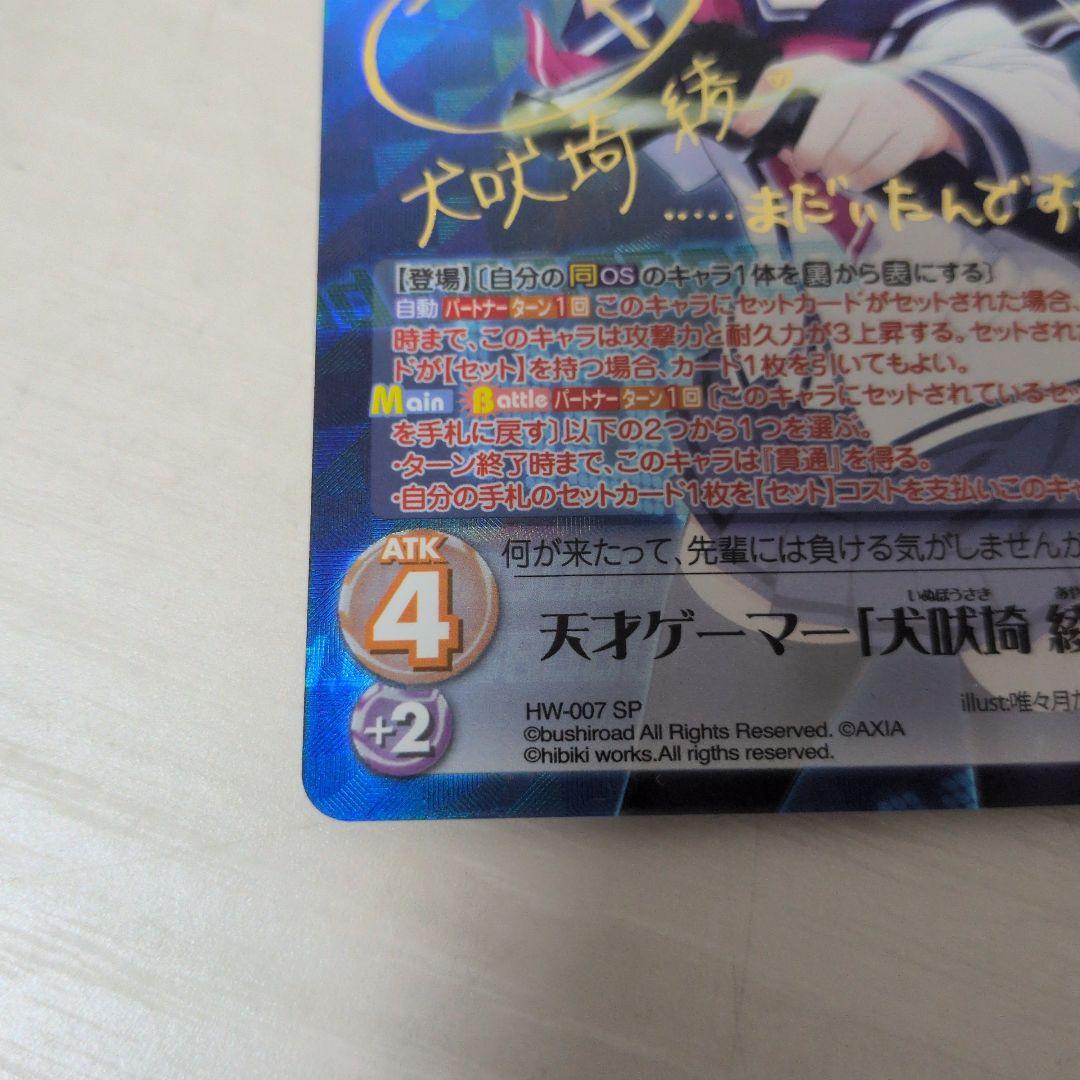 犬吠埼 綾
.....まだいたんですか
【登場】〔自分の同OSのキャラ1体を裏から表にする〕
自動 パートナー ターン1回 このキャラにセットカードがセットされた場合、
時まで、このキャラは攻撃力と耐久力が3上昇する。セットされ
ドが【セット】を持つ場合、カード1枚を引いてもよい。
Main Battle パートナー ターン1回 〔このキャラにセットされているセッ
を手札に戻す〕以下の2つから1つを選ぶ。
・ターン終了時まで、このキャラは『貫通』を得る。
・自分の手札のセットカード1枚を【セット】コストを支払いこのキャ
ATK
4
何が来たって、先輩には負ける気がしませんか
いぬぼうさき あや
天才ゲーマー「犬吠埼 綾
+2
HW-007 SP
illust:唯々月た
©bushiroad All Rights Reserved. ©AXIA
©hibiki works.All rigths reserved.